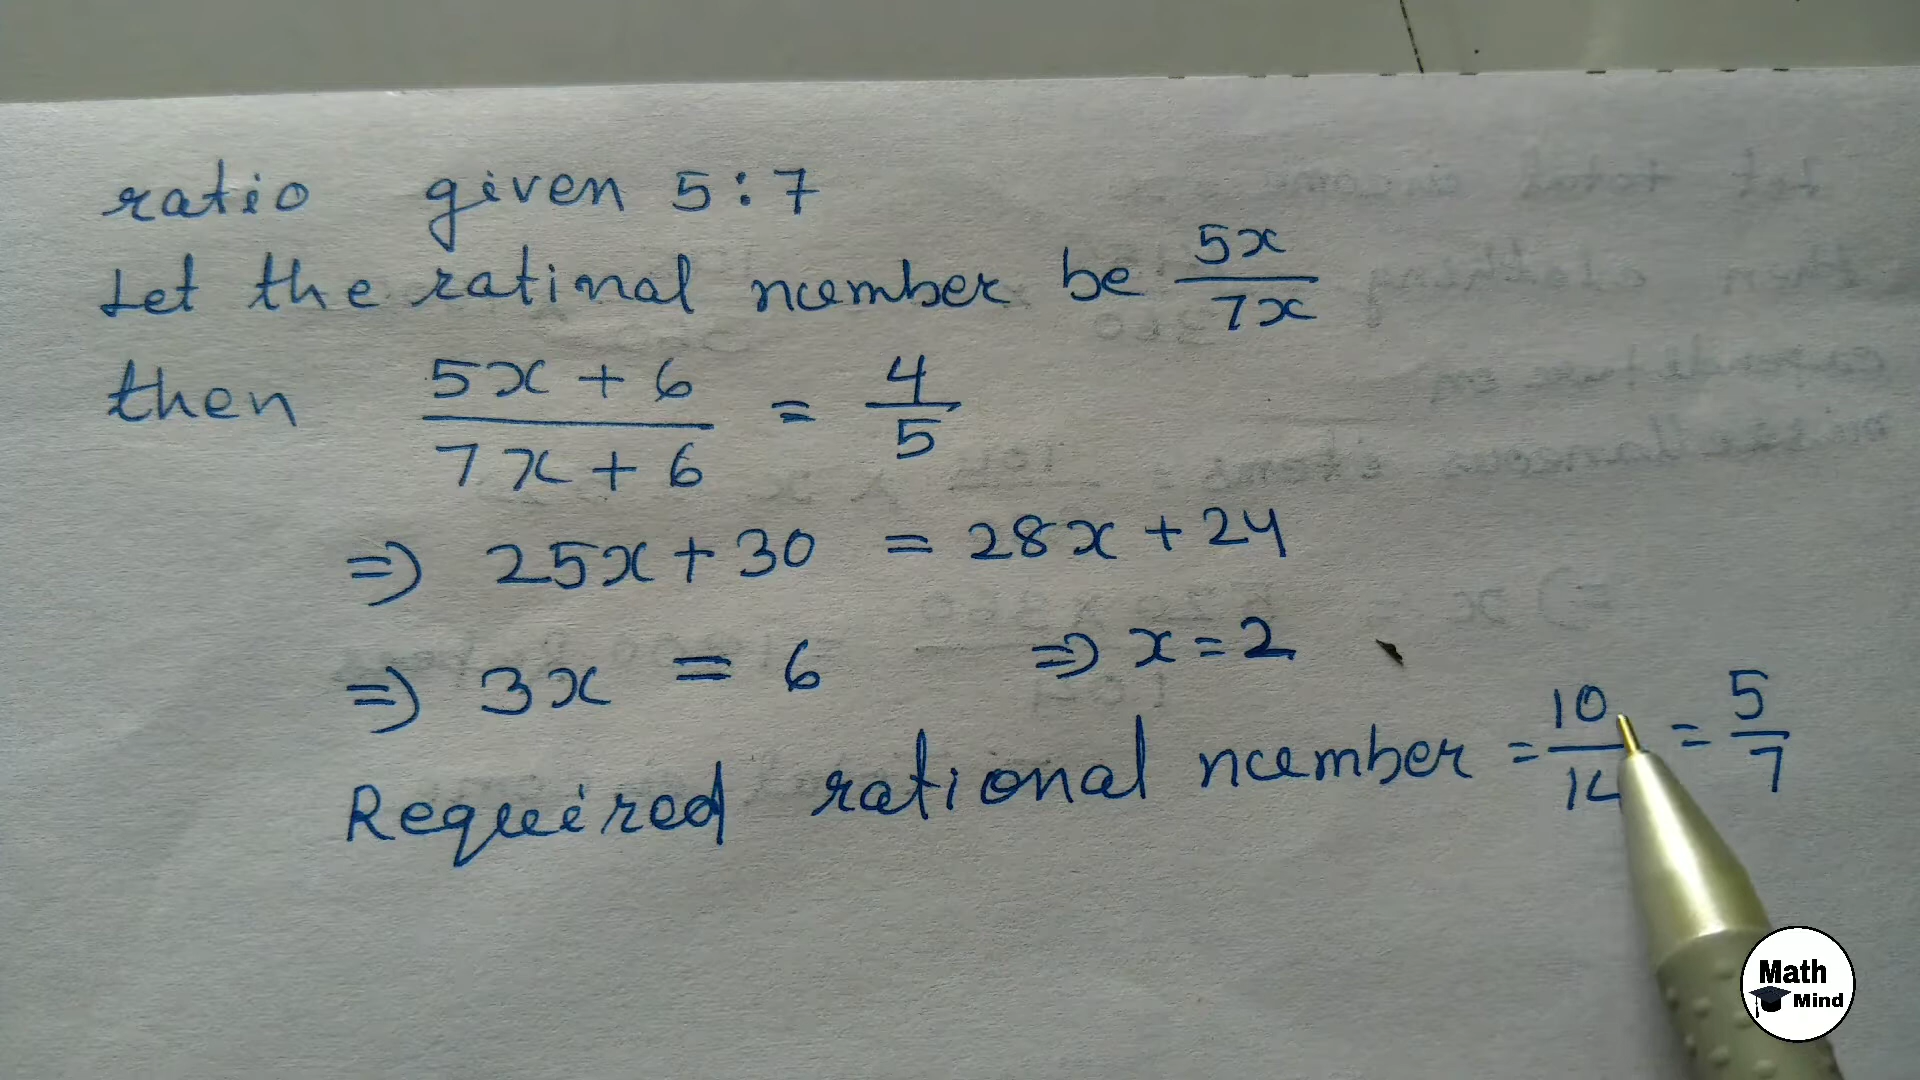 ratio given 5:7
Let the ratinal number be 5x/7x
then (5x + 6)/(7x + 6) = 4/5
⇒ 25x + 30 = 28x + 24
⇒ 3x = 6 ⇒ x = 2
Required rational number = 10/14 = 5/7
Math
Mind